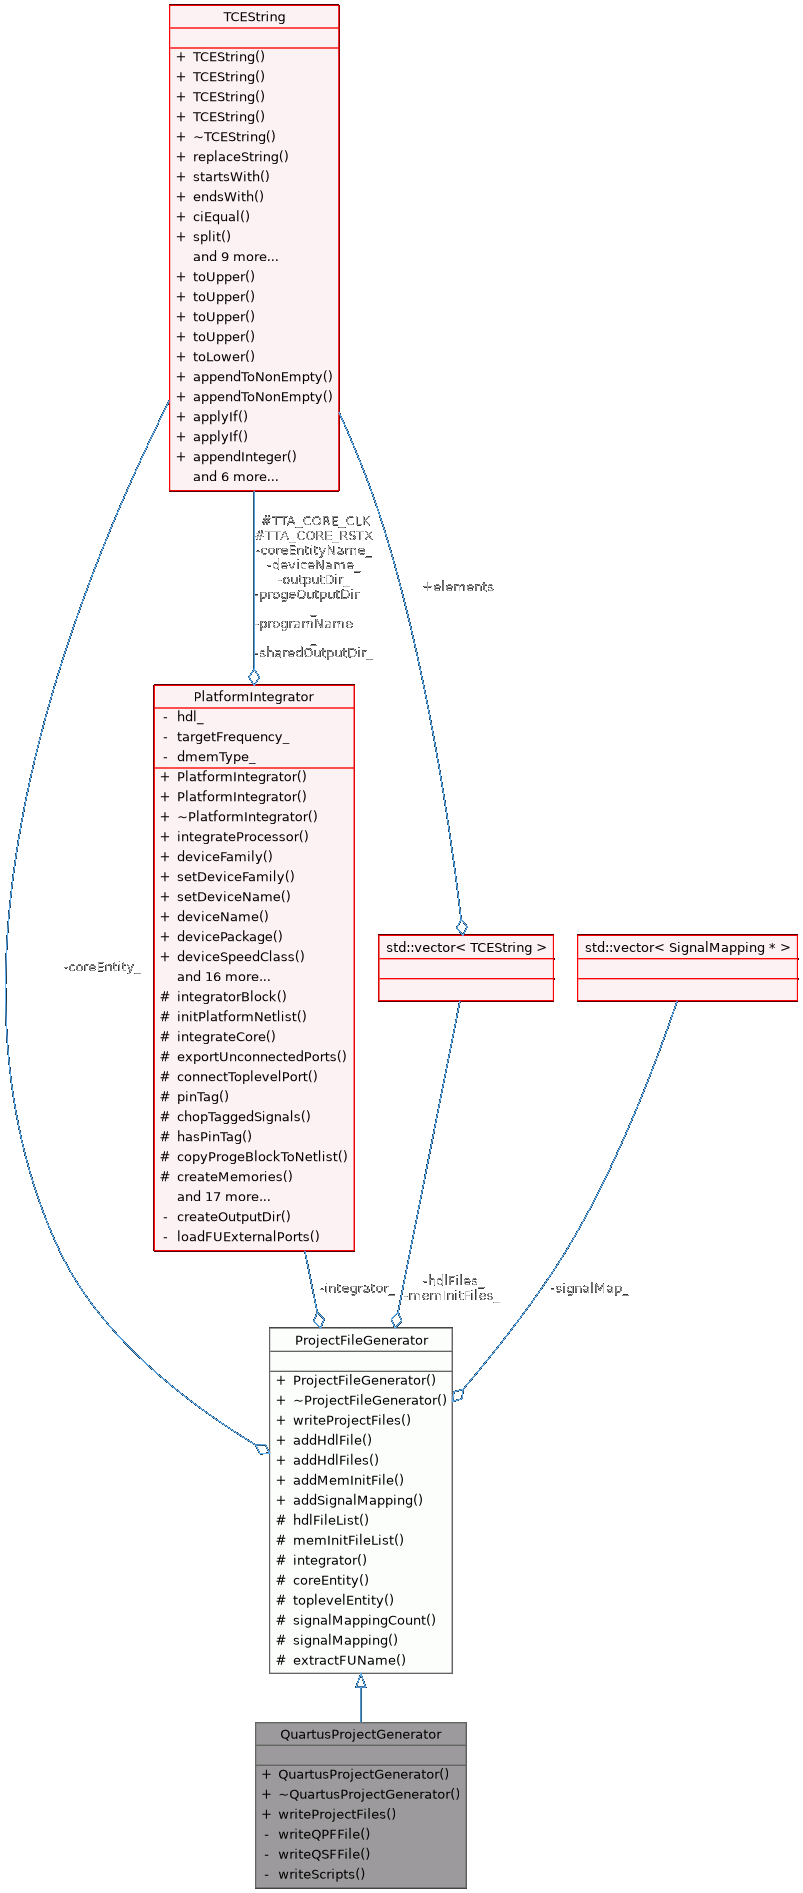 TCEString
+ TCEString()
+ TCEString()
+ TCEString()
+ TCEString()
+ ~TCEString()
+ replaceString()
+ startsWith()
+ endsWith()
+ ciEqual()
+ split()
and 9 more...
+ toUpper()
+ toUpper()
+ toUpper()
+ toUpper()
+ toLower()
+ appendToNonEmpty()
+ appendToNonEmpty()
+ applyIf()
+ applyIf()
+ appendInteger()
and 6 more...
#TTA_CORE_CLK
#TTA_CORE_RSTX
-coreEntityName_
-deviceName_
-outputDir_
-progeOutputDir
_
-programName
_
-sharedOutputDir_
+elements
PlatformIntegrator
- hdl_
- targetFrequency_
- dmemType_
+ PlatformIntegrator()
+ PlatformIntegrator()
+ ~PlatformIntegrator()
+ integrateProcessor()
+ deviceFamily()
+ setDeviceFamily()
+ setDeviceName()
+ deviceName()
+ devicePackage()
+ deviceSpeedClass()
and 16 more...
# integratorBlock()
# initPlatformNetlist()
# integrateCore()
# exportUnconnectedPorts()
# connectToplevelPort()
# pinTag()
# chopTaggedSignals()
# hasPinTag()
# copyProgeBlockToNetlist()
# createMemories()
and 17 more...
- createOutputDir()
- loadFUExternalPorts()
std::vector< TCEString >
std::vector< SignalMapping * >
-coreEntity_
-integrator_
-hdlFiles_
-memInitFiles_
-signalMap_
ProjectFileGenerator
+ ProjectFileGenerator()
+ ~ProjectFileGenerator()
+ writeProjectFiles()
+ addHdlFile()
+ addHdlFiles()
+ addMemInitFile()
+ addSignalMapping()
# hdlFileList()
# memInitFileList()
# integrator()
# coreEntity()
# toplevelEntity()
# signalMappingCount()
# signalMapping()
# extractFUName()
QuartusProjectGenerator
+ QuartusProjectGenerator()
+ ~QuartusProjectGenerator()
+ writeProjectFiles()
- writeQPFFile()
- writeQSFFile()
- writeScripts()